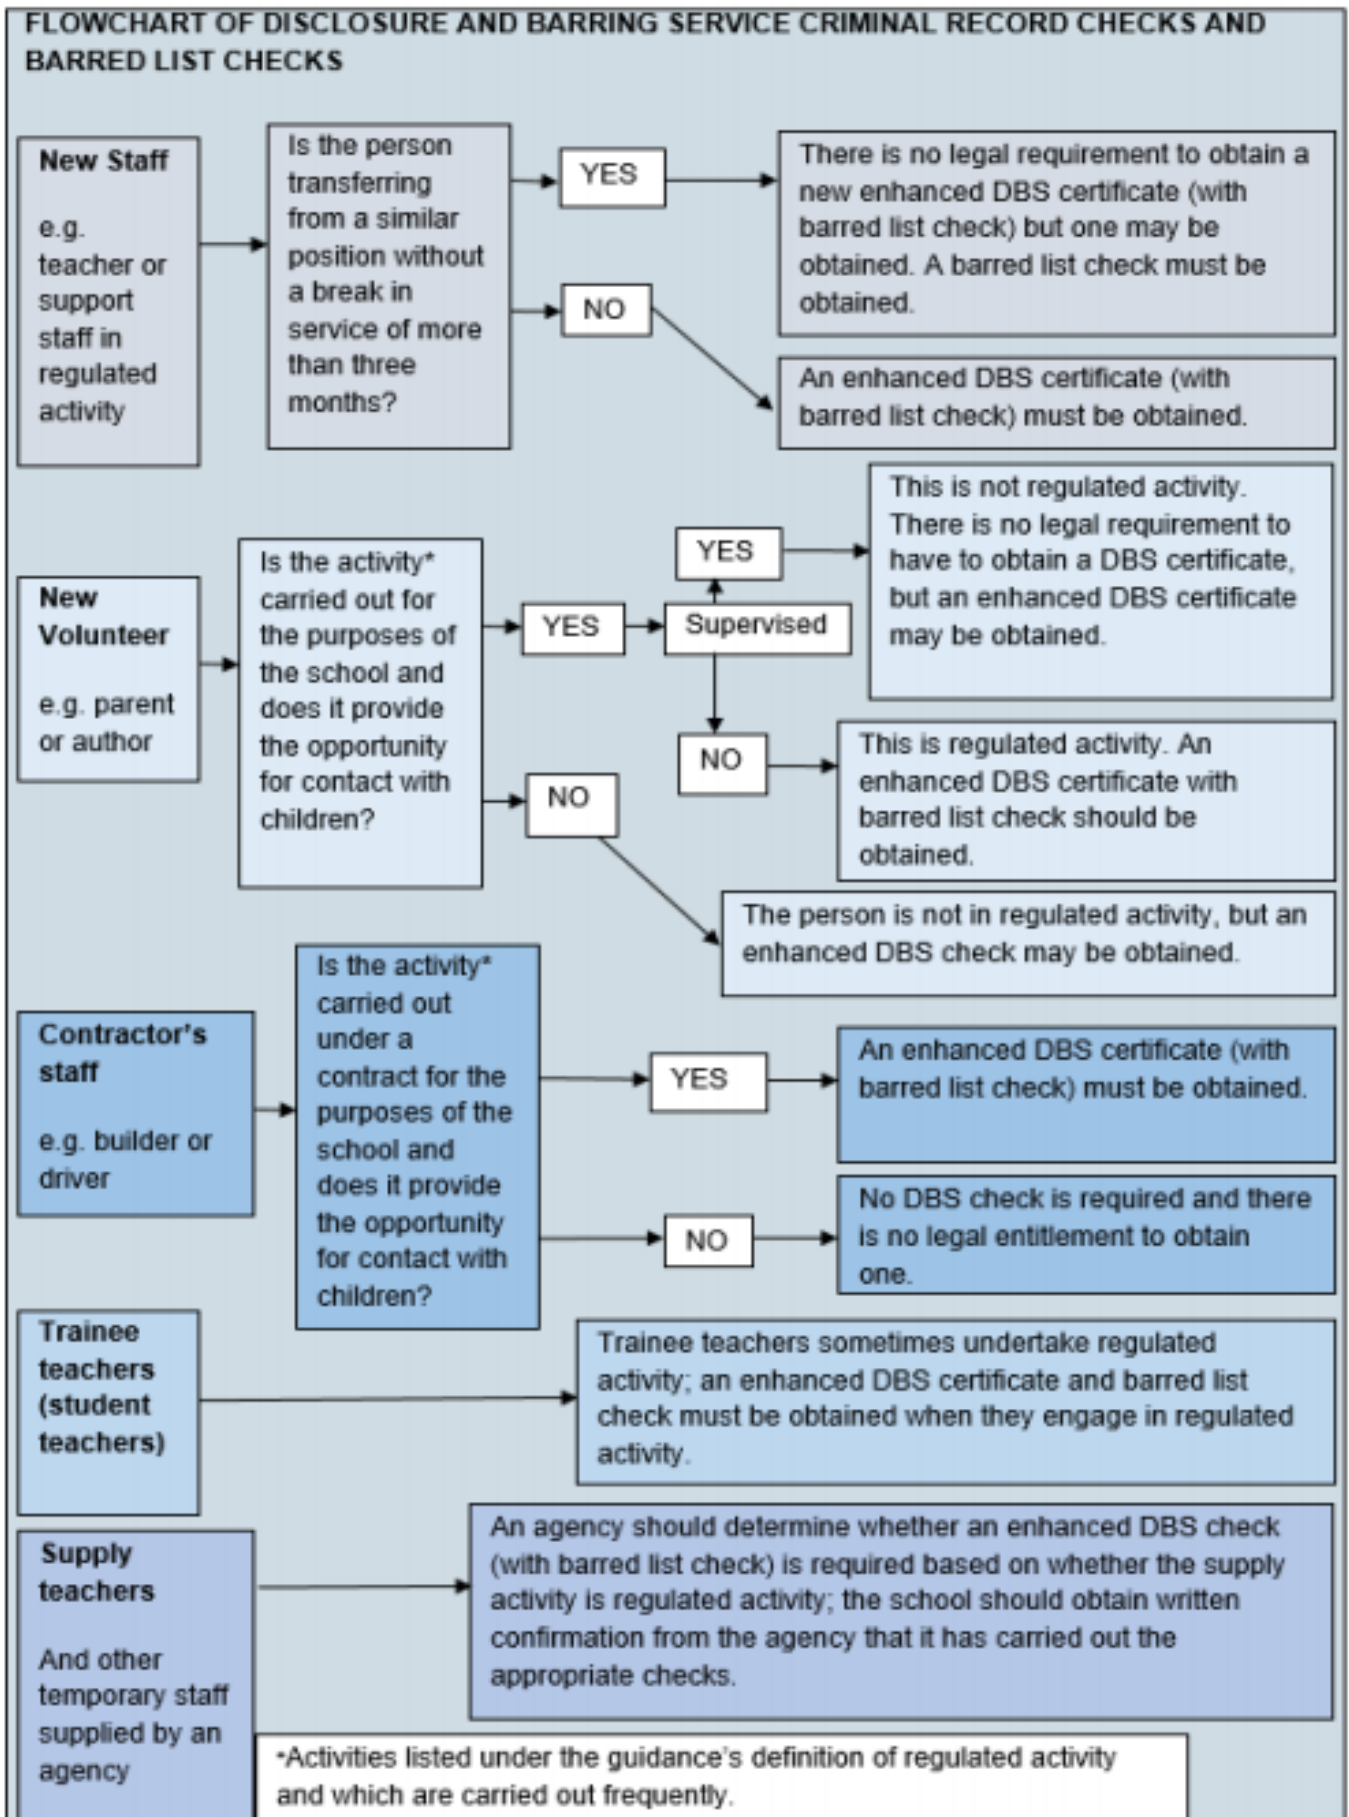 FLOWCHART OF DISCLOSURE AND BARRING SERVICE CRIMINAL RECORD CHECKS AND
BARRED LIST CHECKS
New Staff
e.g.
teacher or
support
staff in
regulated
activity
Is the person
transferring
from a similar
position without
a break in
service of more
than three
months?
YES
There is no legal requirement to obtain a
new enhanced DBS certificate (with
barred list check) but one may be
obtained. A barred list check must be
obtained.
NO
An enhanced DBS certificate (with
barred list check) must be obtained.
New
Volunteer
e.g. parent
or author
Is the activity*
carried out for
the purposes of
the school and
does it provide
the opportunity
for contact with
children?
YES
Supervised
YES
This is not regulated activity.
There is no legal requirement to
have to obtain a DBS certificate,
but an enhanced DBS certificate
may be obtained.
NO
This is regulated activity. An
enhanced DBS certificate with
barred list check should be
obtained.
NO
The person is not in regulated activity, but an
enhanced DBS check may be obtained.
Contractor's
staff
e.g. builder or
driver
Is the activity*
carried out
under a
contract for the
purposes of the
school and
does it provide
the opportunity
for contact with
children?
YES
An enhanced DBS certificate (with
barred list check) must be obtained.
NO
No DBS check is required and there
is no legal entitlement to obtain
one.
Trainee
teachers
(student
teachers)
Trainee teachers sometimes undertake regulated
activity; an enhanced DBS certificate and barred list
check must be obtained when they engage in regulated
activity.
Supply
teachers
And other
temporary staff
supplied by an
agency
An agency should determine whether an enhanced DBS check
(with barred list check) is required based on whether the supply
activity is regulated activity; the school should obtain written
confirmation from the agency that it has carried out the
appropriate checks.
*Activities listed under the guidance's definition of regulated activity
and which are carried out frequently.